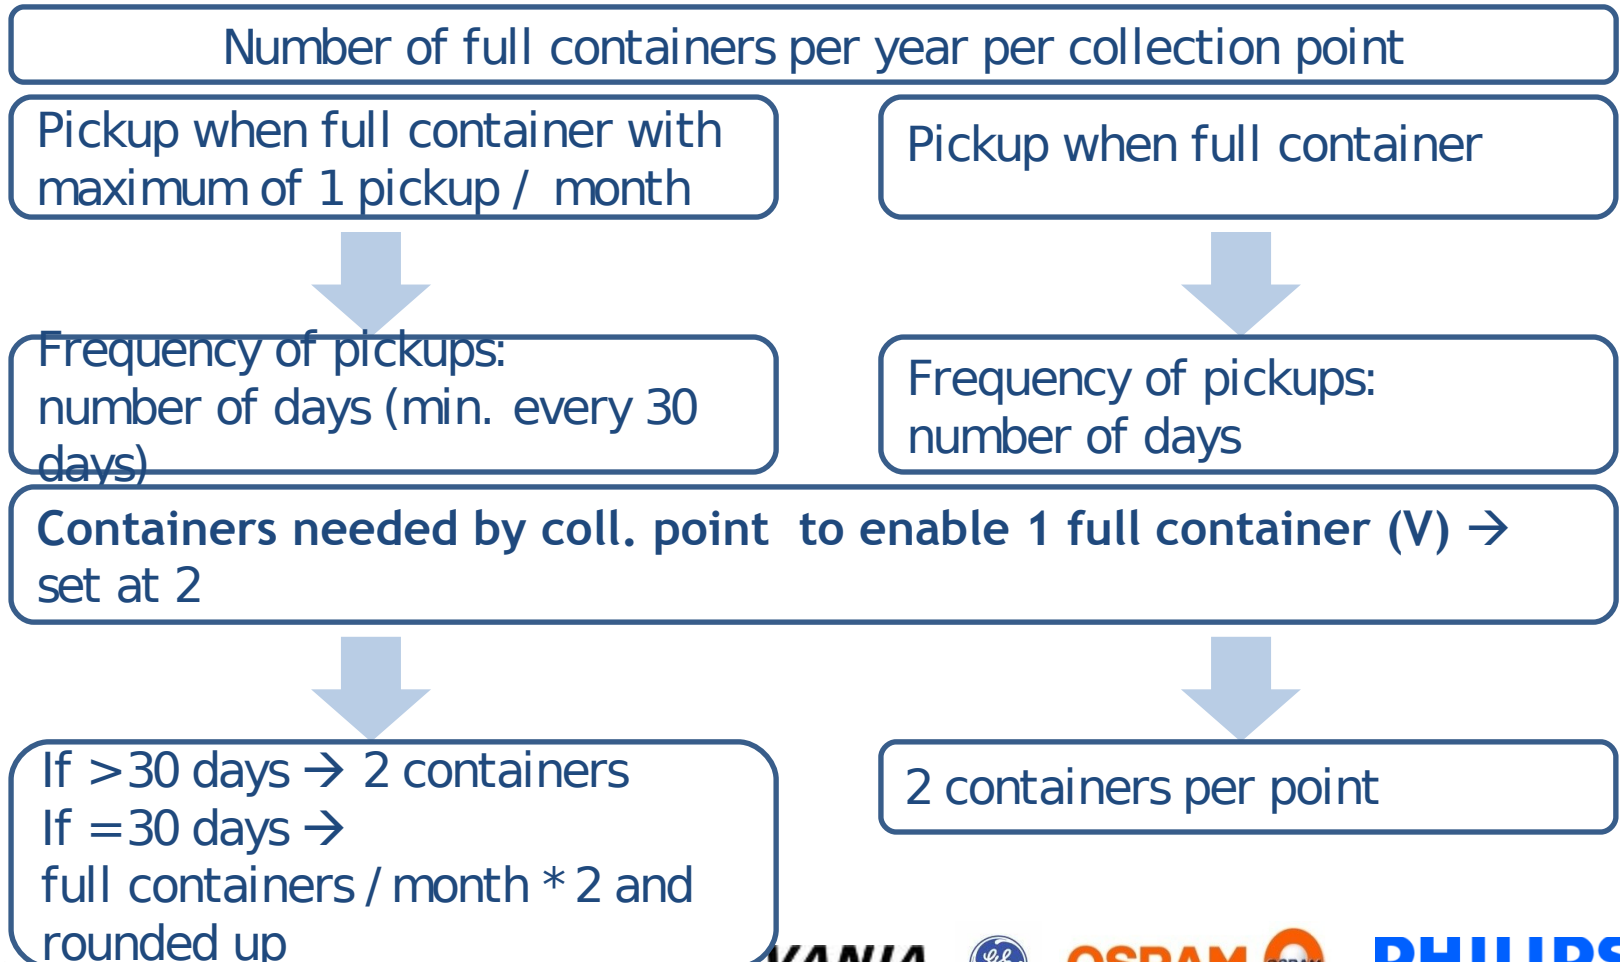 Number of full containers per year per collection point
Pickup when full container with
maximum of 1 pickup / month
Pickup when full container
Frequency of pickups:
number of days (min. every 30
days)
Frequency of pickups:
number of days
Containers needed by coll. point to enable 1 full container (V) →
set at 2
If >30 days → 2 containers
If =30 days →
full containers / month * 2 and
rounded up
2 containers per point
VANIA
GE
OSRAM
OSRAM
PHILIPS